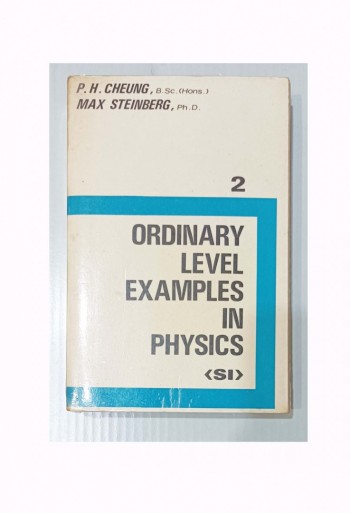 P. H. CHEUNG, B.Sc.(Hons.)
MAX STEINBERG, Ph.D.
2
ORDINARY
LEVEL
EXAMPLES
IN
PHYSICS
<SI>